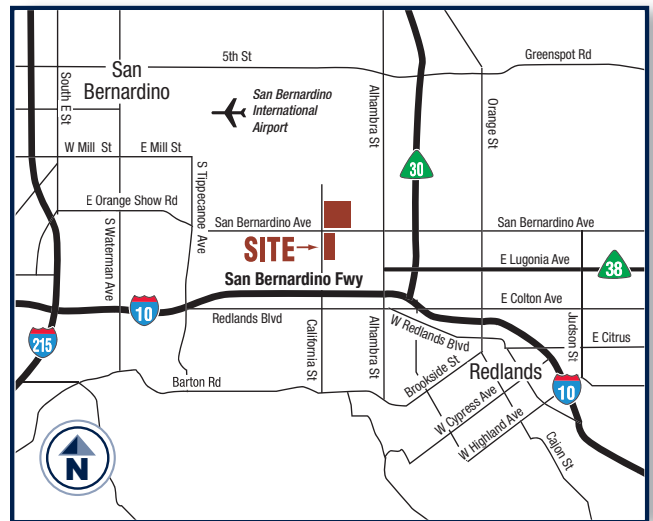 5th St
Greenspot Rd
San
Bernardino
South E St
San Bernardino
International
Airport
Alhambra St
Orange St
W Mill St
E Mill St
30
S Tippecanoe Ave
E Orange Show Rd
S Waterman Ave
San Bernardino Ave
San Bernardino Ave
SITE
E Lugonia Ave
38
San Bernardino Fwy
10
E Colton Ave
Redlands Blvd
W Redlands Blvd
215
California St
Alhambra St
Judson St
E Citrus
Brookside St
Redlands
Barton Rd
10
W Cypress Ave
W Highland Ave
Cajon St
N